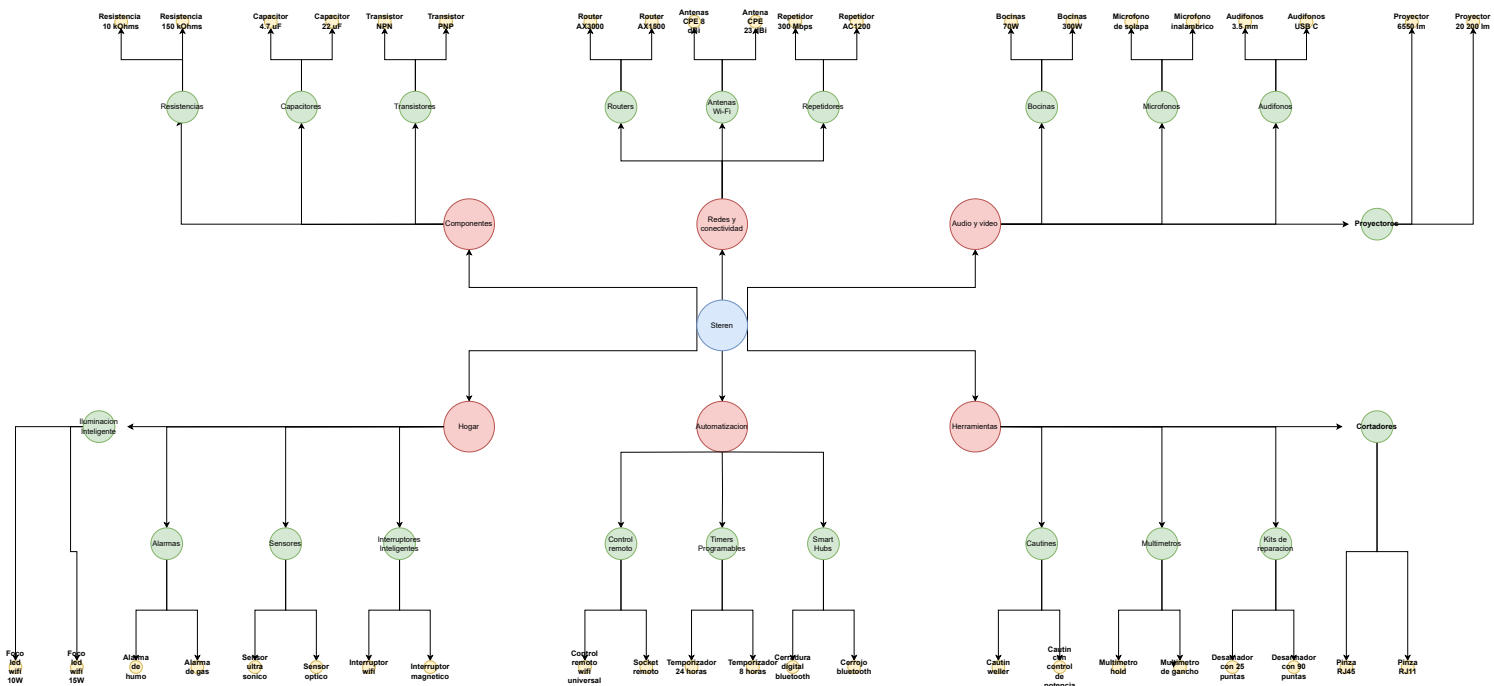 Resistencia
10 kOhms
Resistencia
150 kOhms
Capacitor
4.7 uF
Capacitor
22 uF
Transistor
NPN
Transistor
PNP
Router
AX3000
Router
AX1500
Antenas
CPE 8
dBi
Antena
CPE
23 dBi
Repetidor
300 Mbps
Repetidor
AC1200
Bocinas
70W
Bocinas
300W
Microfono
de solapa
Microfono
inalambrico
Audifonos
3.5 mm
Audifonos
USB C
Proyector
6550 lm
Proyector
20 200 lm
Resistencias
Capacitores
Transistores
Routers
Antenas
Wi-Fi
Repetidores
Bocinas
Microfonos
Audifonos
Componentes
Redes y
conectividad
Audio y video
Proyectores
Steren
Iluminacion
Inteligente
Hogar
Automatizacion
Herramientas
Cortadores
Alarmas
Sensores
Interruptores
Inteligentes
Control
remoto
Timers
Programables
Smart
Hubs
Cautines
Multimetros
Kits de
reparacion
Foco
led
wifi
10W
Foco
led
wifi
15W
Alarma
de
humo
Alarma
de gas
Sensor
ultra
sonico
Sensor
optico
Interruptor
wifi
Interruptor
magnetico
Control
remoto
wifi
universal
Socket
remoto
Temporizador
24 horas
Temporizador
8 horas
Cerradura
digital
bluetooth
Cerrojo
bluetooth
Cautin
weller
Cautin
con
control
de
potencia
Multimetro
hold
Multimetro
de gancho
Desarmador
con 25
puntas
Desarmador
con 90
puntas
Pinza
RJ45
Pinza
RJ11